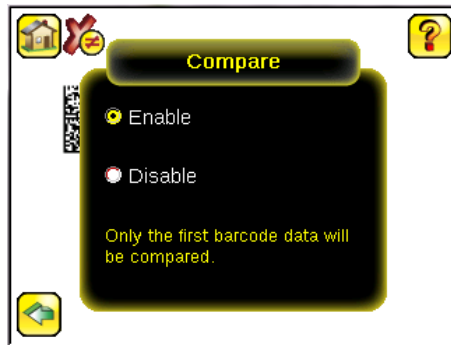 Compare
Enable
Disable
Only the first barcode data will
be compared.